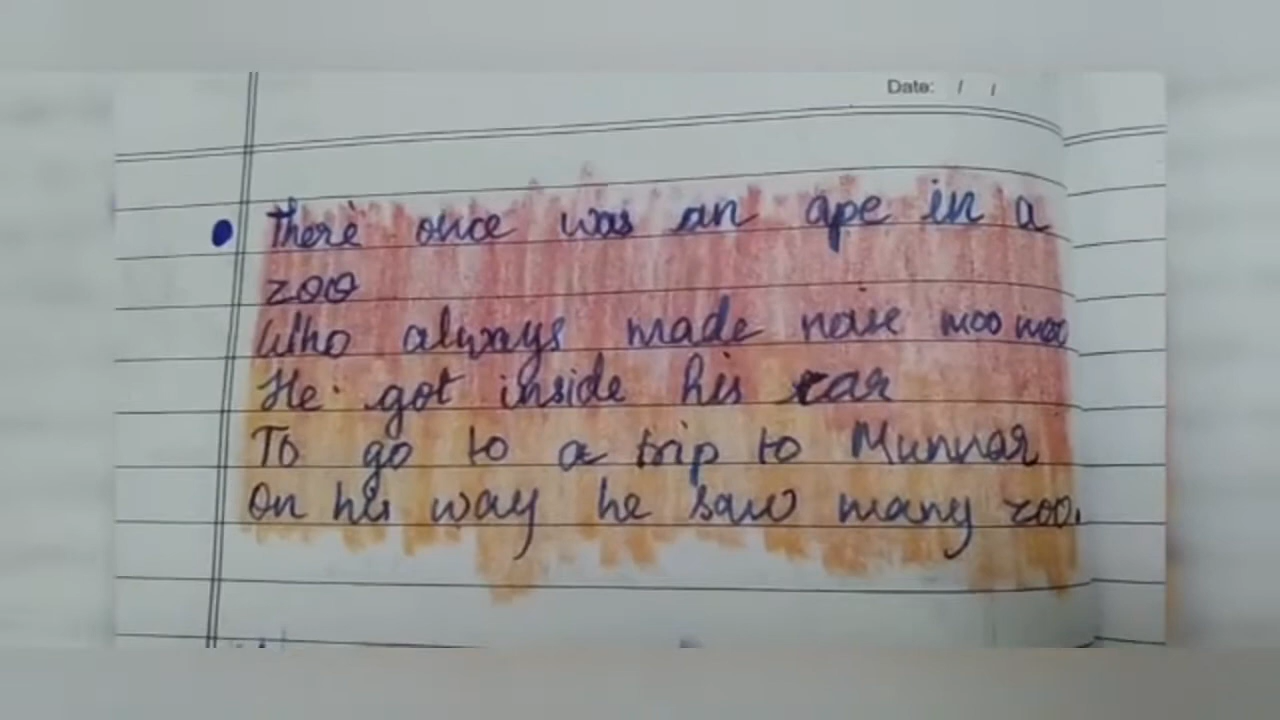 Date: / /
There once was an ape in a
zoo
Who always made noise moo moo
He got inside his car
To go to a trip to Munnar
On his way he saw many zoo.